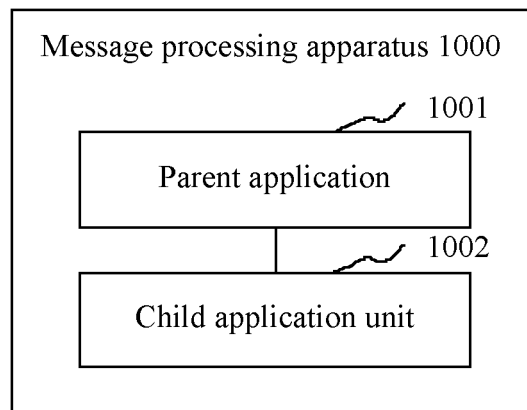 Message processing apparatus 1000
1001
Parent application
1002
Child application unit